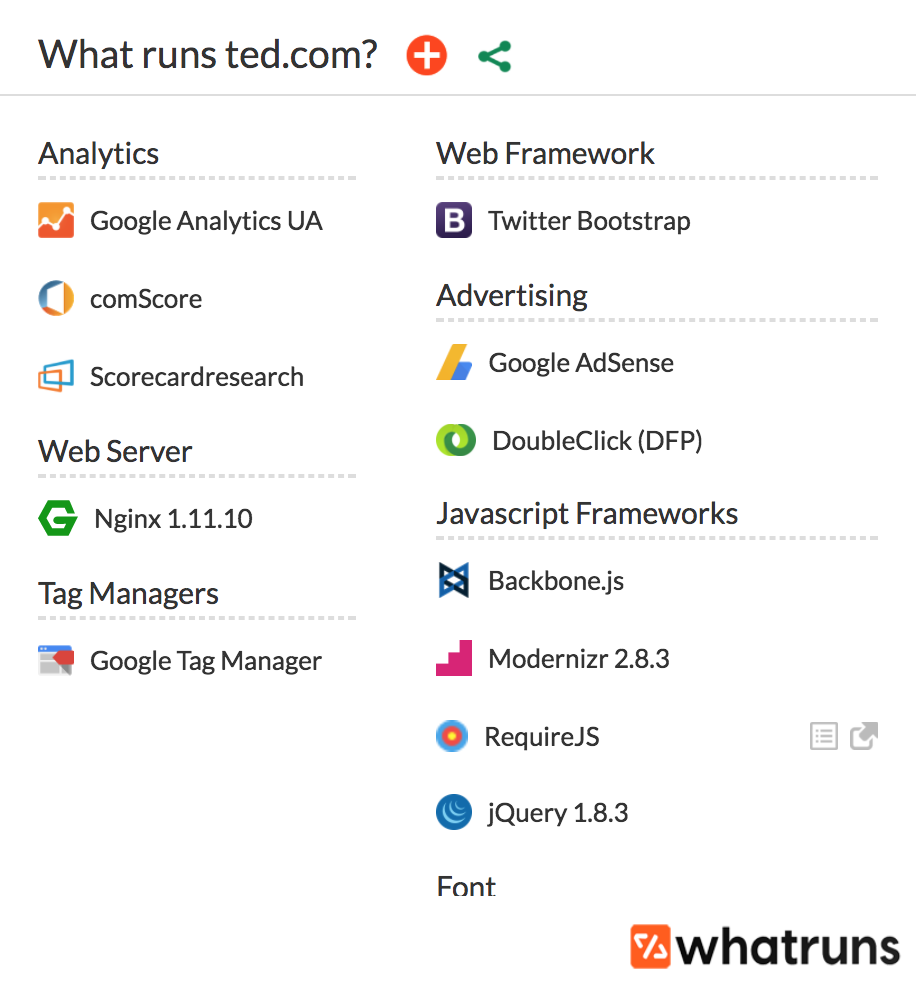 What runs ted.com?
Analytics
Google Analytics UA
comScore
Scorecardresearch
Web Server
Nginx 1.11.10
Tag Managers
Google Tag Manager
Web Framework
B
Twitter Bootstrap
Advertising
Google AdSense
DoubleClick (DFP)
Javascript Frameworks
Backbone.js
Modernizr 2.8.3
RequireJS
jQuery 1.8.3
Font
whatruns